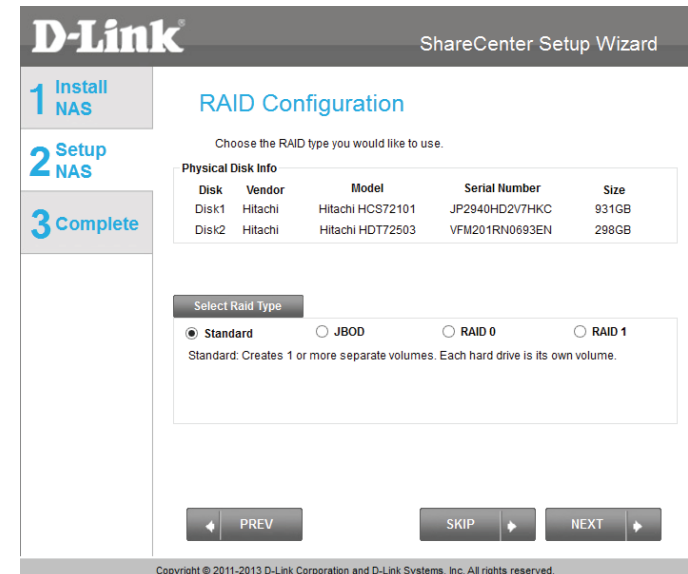 D-Link
ShareCenter Setup Wizard
1 Install NAS
2 Setup NAS
3 Complete
RAID Configuration
Choose the RAID type you would like to use.
Physical Disk Info
Disk Vendor Model Serial Number Size
Disk1 Hitachi Hitachi HCS72101 JP2940HD2V7HKC 931GB
Disk2 Hitachi Hitachi HDT72503 VFM201RN0693EN 298GB
Select Raid Type
Standard JBOD RAID 0 RAID 1
Standard: Creates 1 or more separate volumes. Each hard drive is its own volume.
PREV SKIP NEXT
Copyright © 2011-2013 D-Link Corporation and D-Link Systems, Inc. All rights reserved.